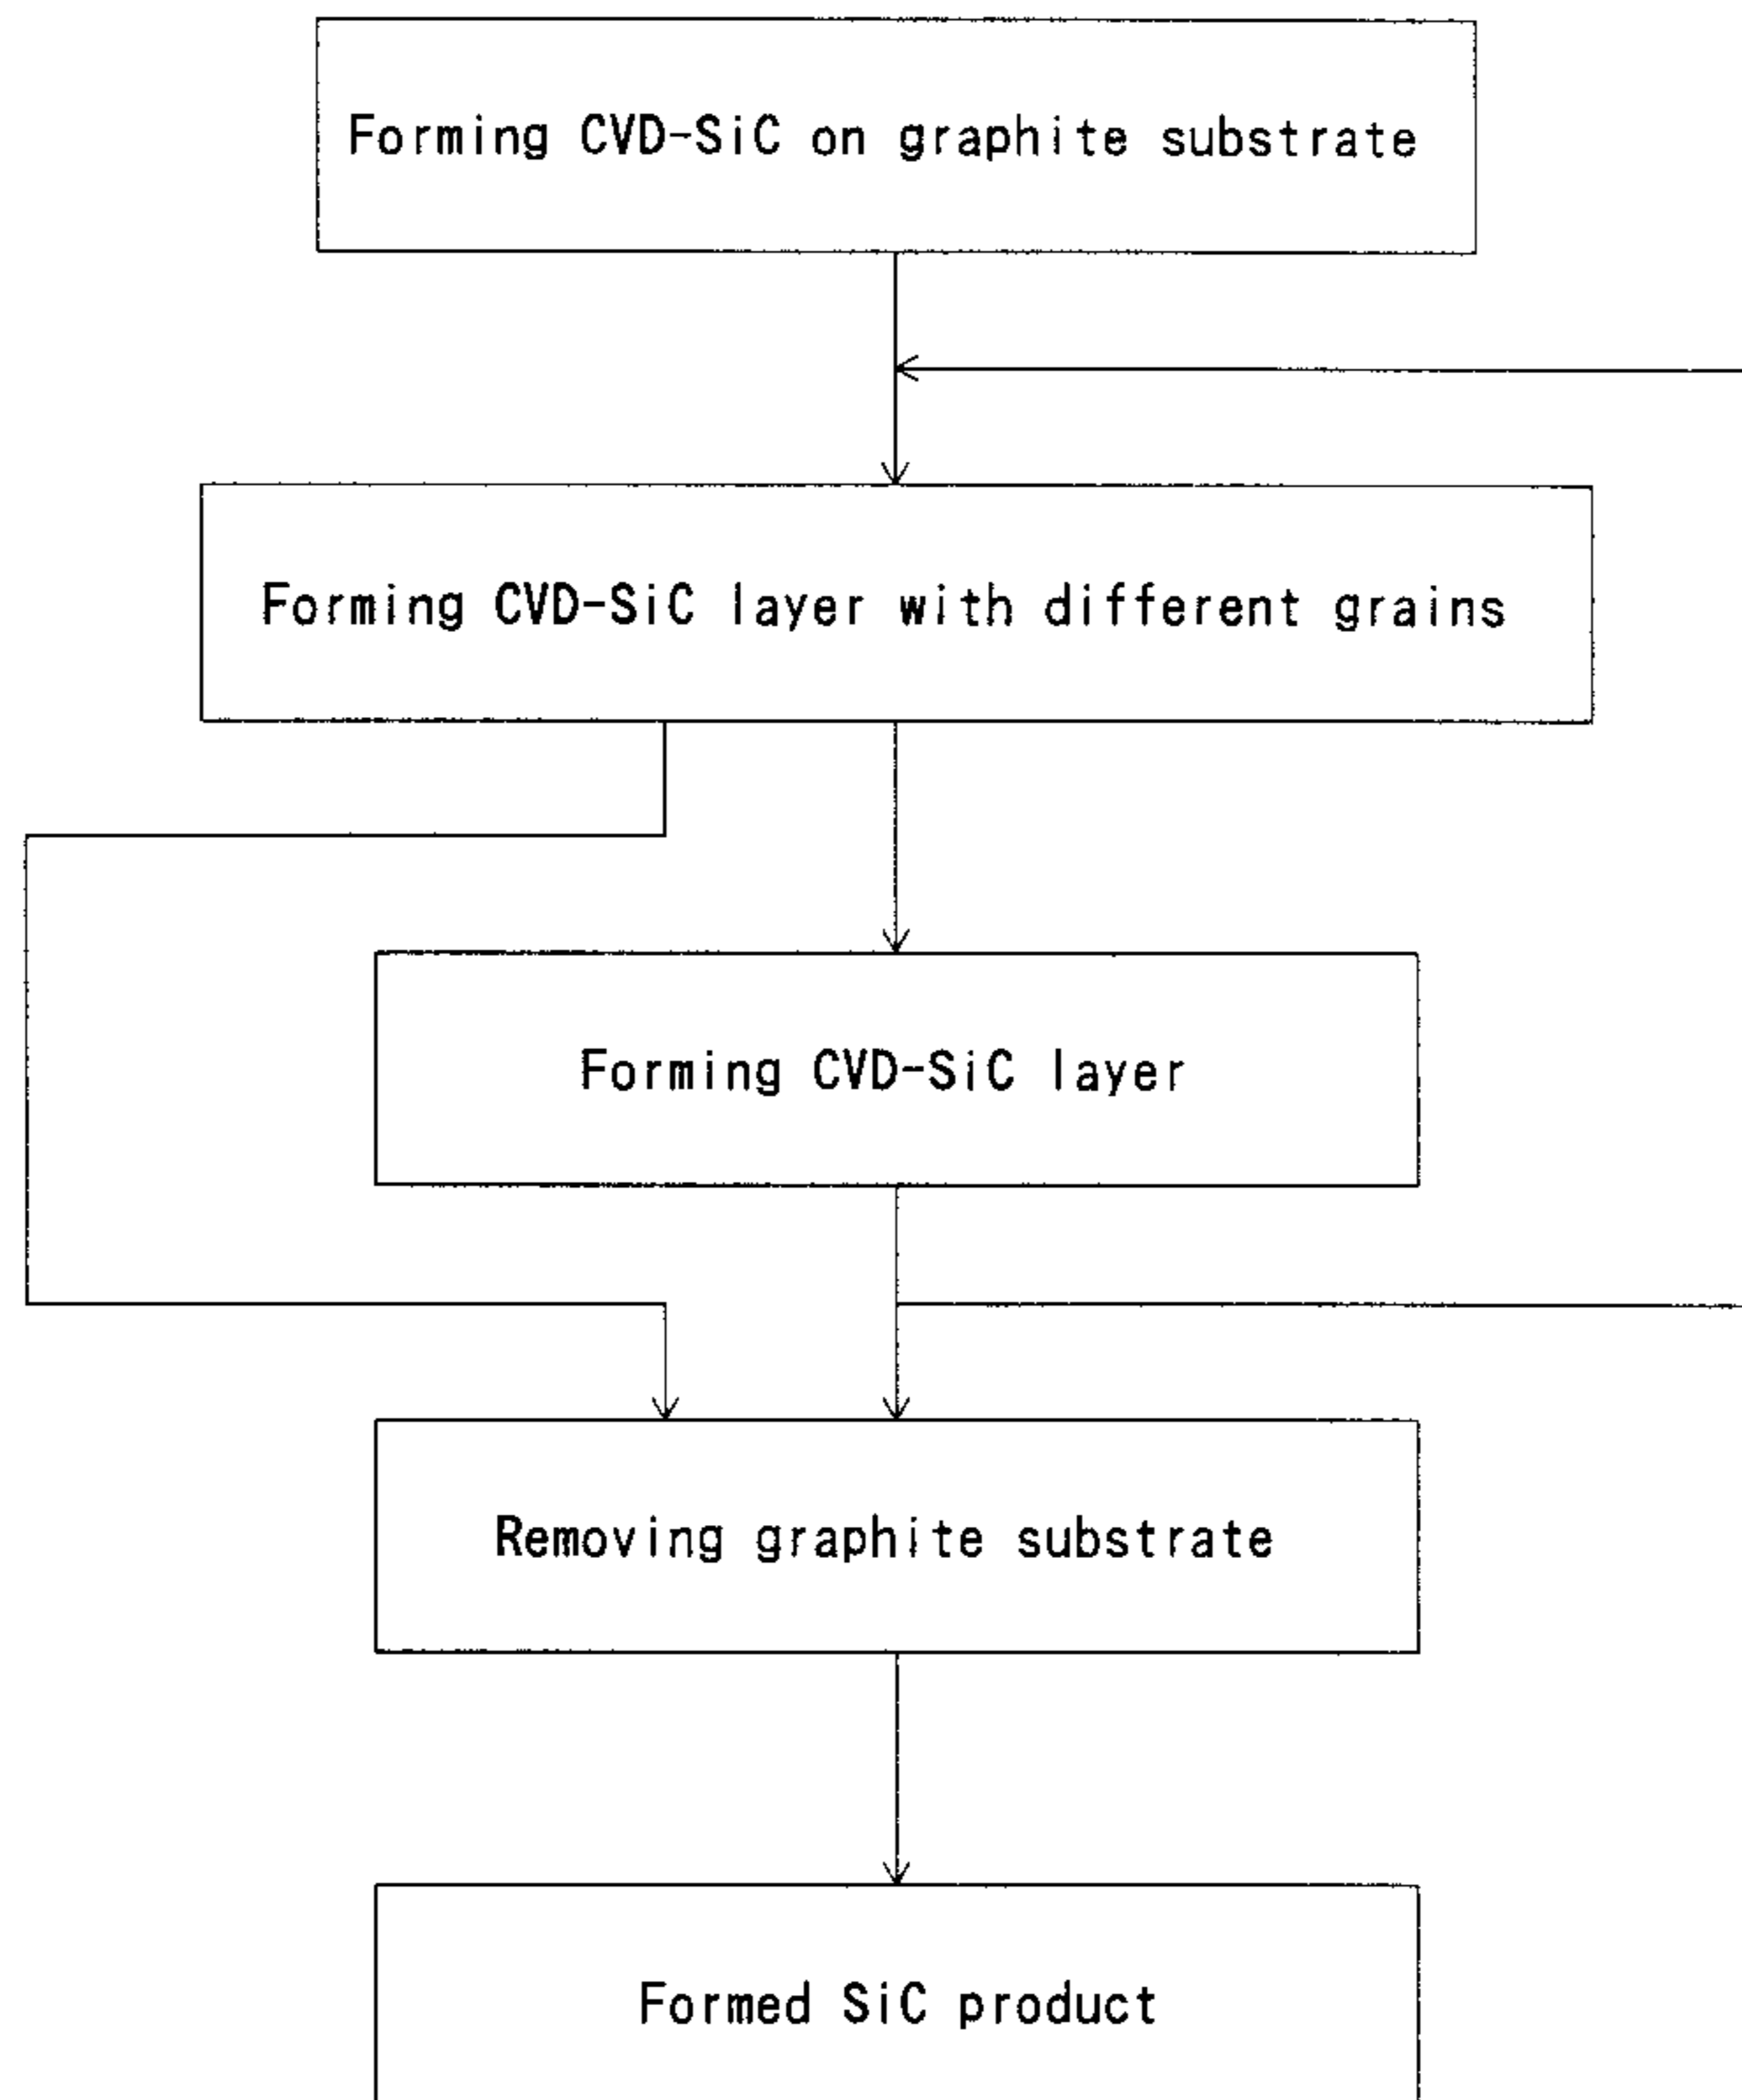 Forming CVD-SiC on graphite substrate
Forming CVD-SiC layer with different grains
Forming CVD-SiC layer
Removing graphite substrate
Formed SiC product